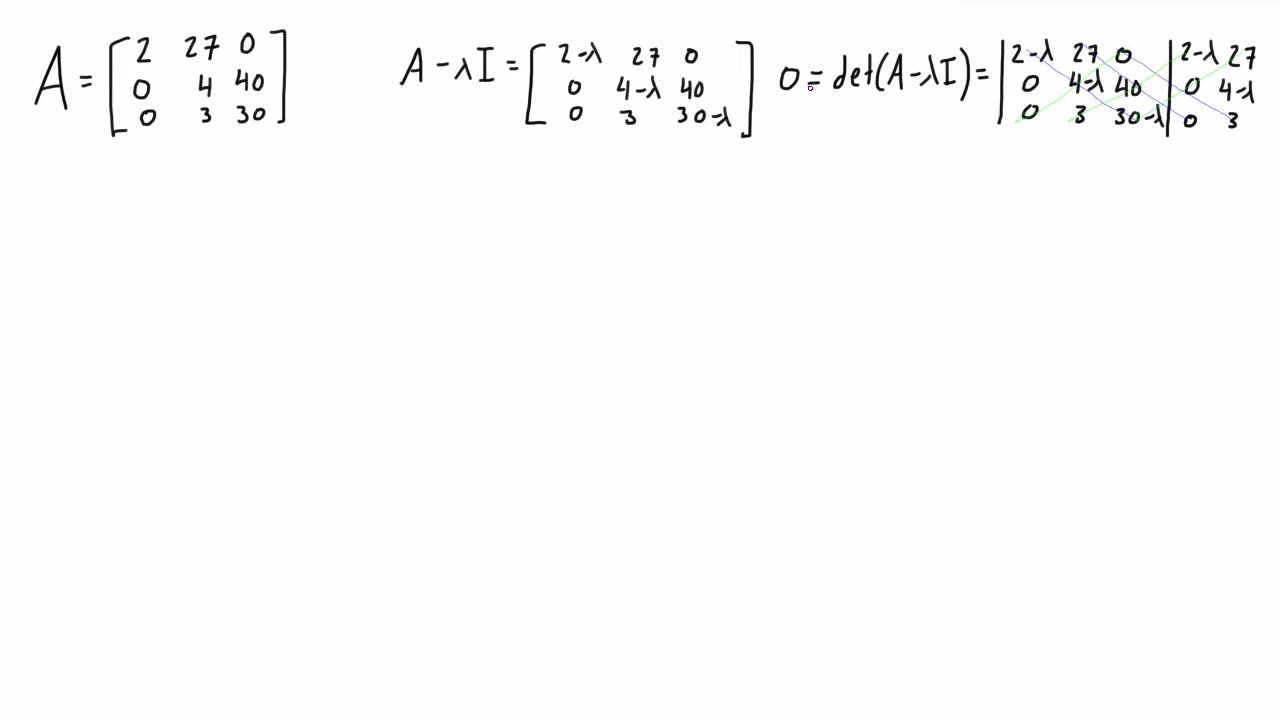 A = [ 2 27 0
0 4 40
0 3 30 ]
A - λI = [ 2-λ 27 0
0 4-λ 40
0 3 30-λ ]
0 = det(A-λI) = | 2-λ 27 0 | 2-λ 27
0 4-λ 40 | 0 4-λ
0 3 30-λ | 0 3